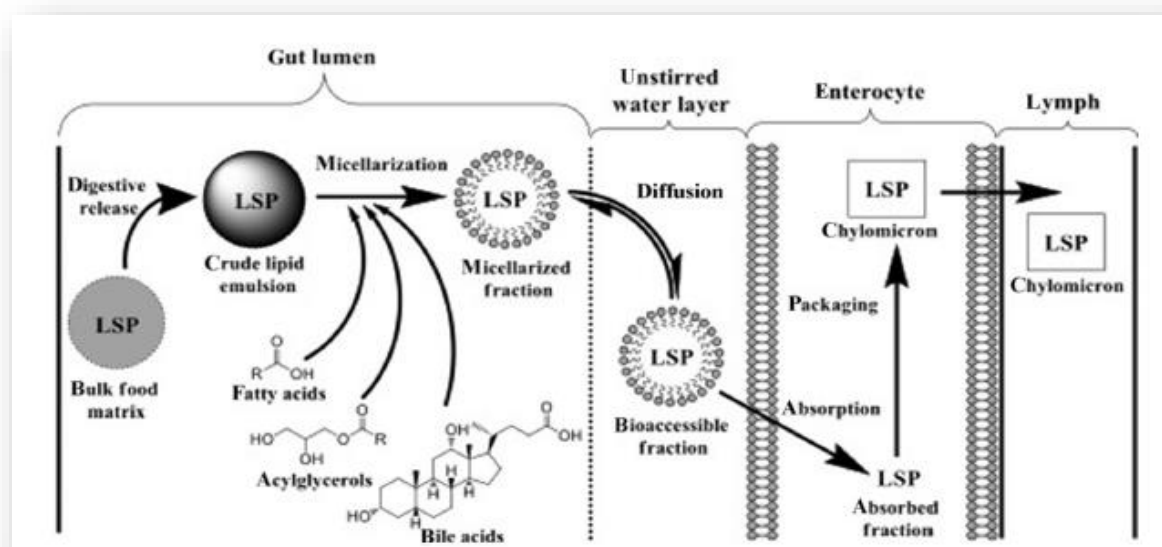 Gut lumen
Unstirred
water layer
Enterocyte
Lymph
Digestive
release
LSP
Crude lipid
emulsion
Micellarization
LSP
Micellarized
fraction
Diffusion
LSP
Chylomicron
LSP
Chylomicron
LSP
Bulk food
matrix
R
O
OH
Fatty acids
HO
OH
O
O
R
Acylglycerols
OH
O
OH
H
H
H
H
HO
Bile acids
LSP
Bioaccessible
fraction
Packaging
Absorption
LSP
Absorbed
fraction